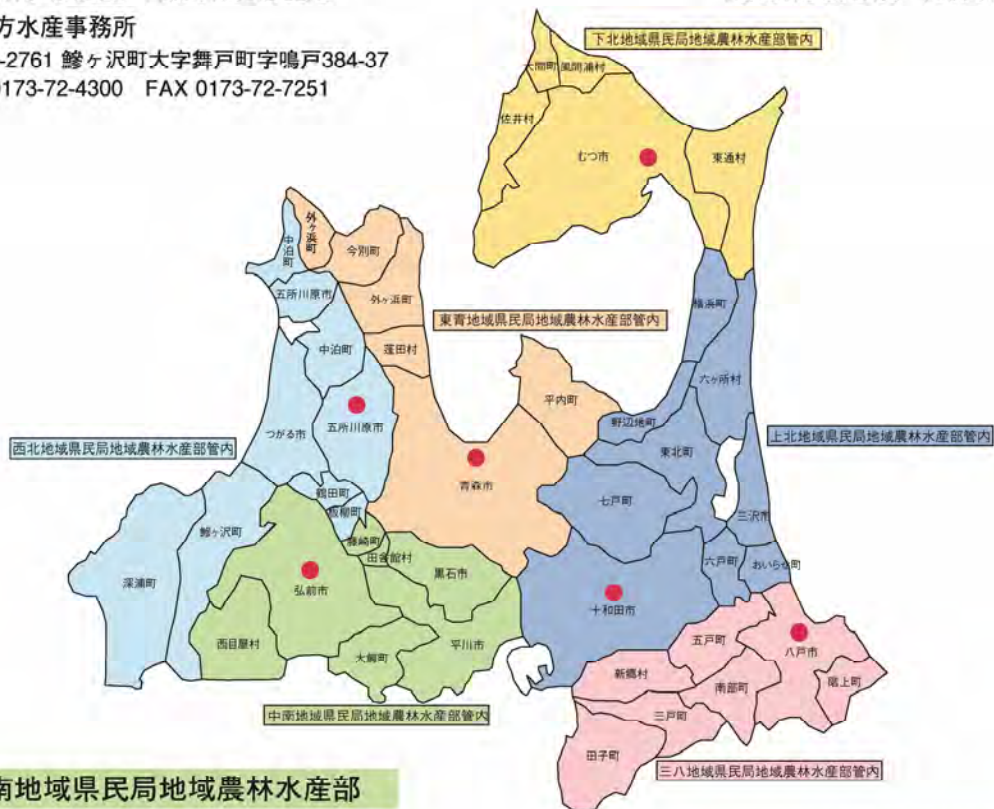 方水産事務所
-2761 鰺ヶ沢町大字舞戸町字鳴戸384-37
0173-72-4300 FAX 0173-72-7251
下北地域県民局地域農林水産部管内
大間町
風間浦村
佐井村
むつ市
東通村
外ヶ浜町
中泊町
今別町
五所川原市
外ヶ浜町
横浜町
東青地域県民局地域農林水産部管内
中泊町
蓬田村
六ヶ所村
平内町
野辺地町
五所川原市
つがる市
西北地域県民局地域農林水産部管内
上北地域県民局地域農林水産部管内
東北町
青森市
鶴田町
七戸町
板柳町
三沢市
鰺ヶ沢町
藤崎町
田舎館村
六戸町
おいらせ町
黒石市
深浦町
弘前市
十和田市
西目屋村
平川市
五戸町
八戸市
大鰐町
新郷村
南部町
階上町
中南地域県民局地域農林水産部管内
三戸町
田子町
三八地域県民局地域農林水産部管内
南地域県民局地域農林水産部